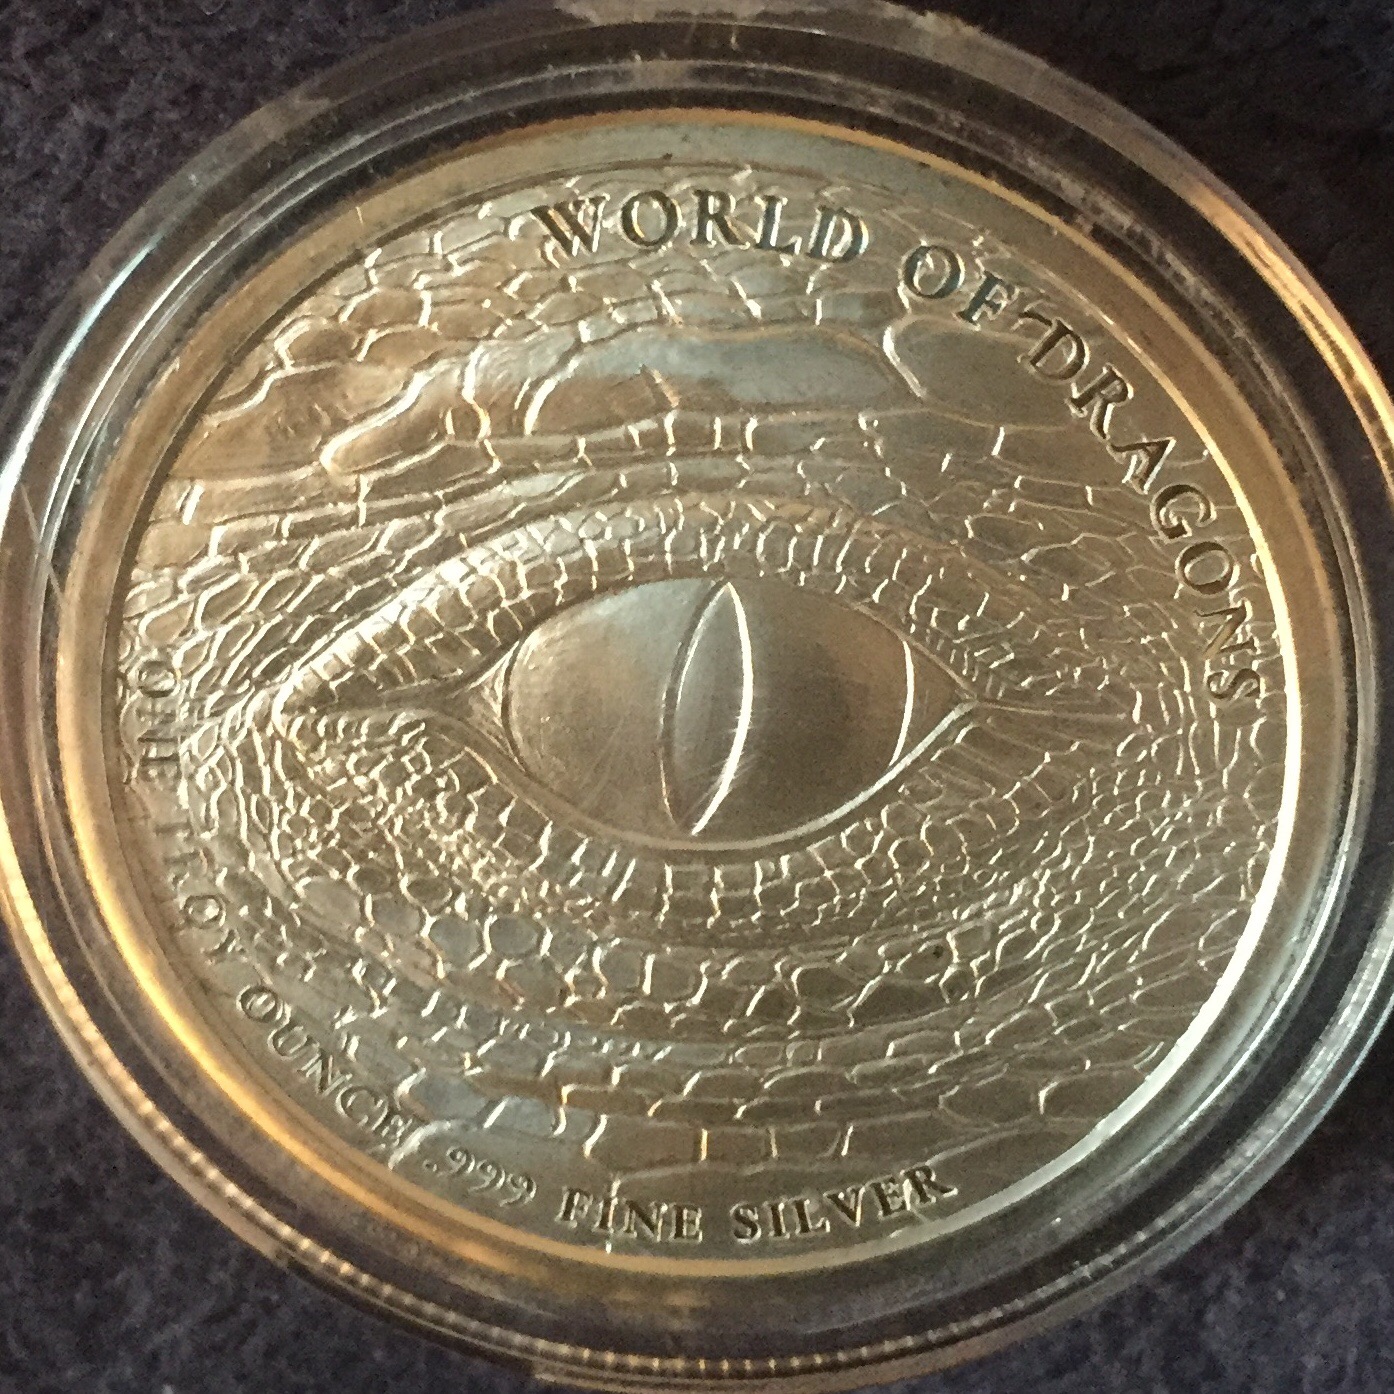 WORLD OF DRAGONS
ONE TROY OUNCE .999 FINE SILVER